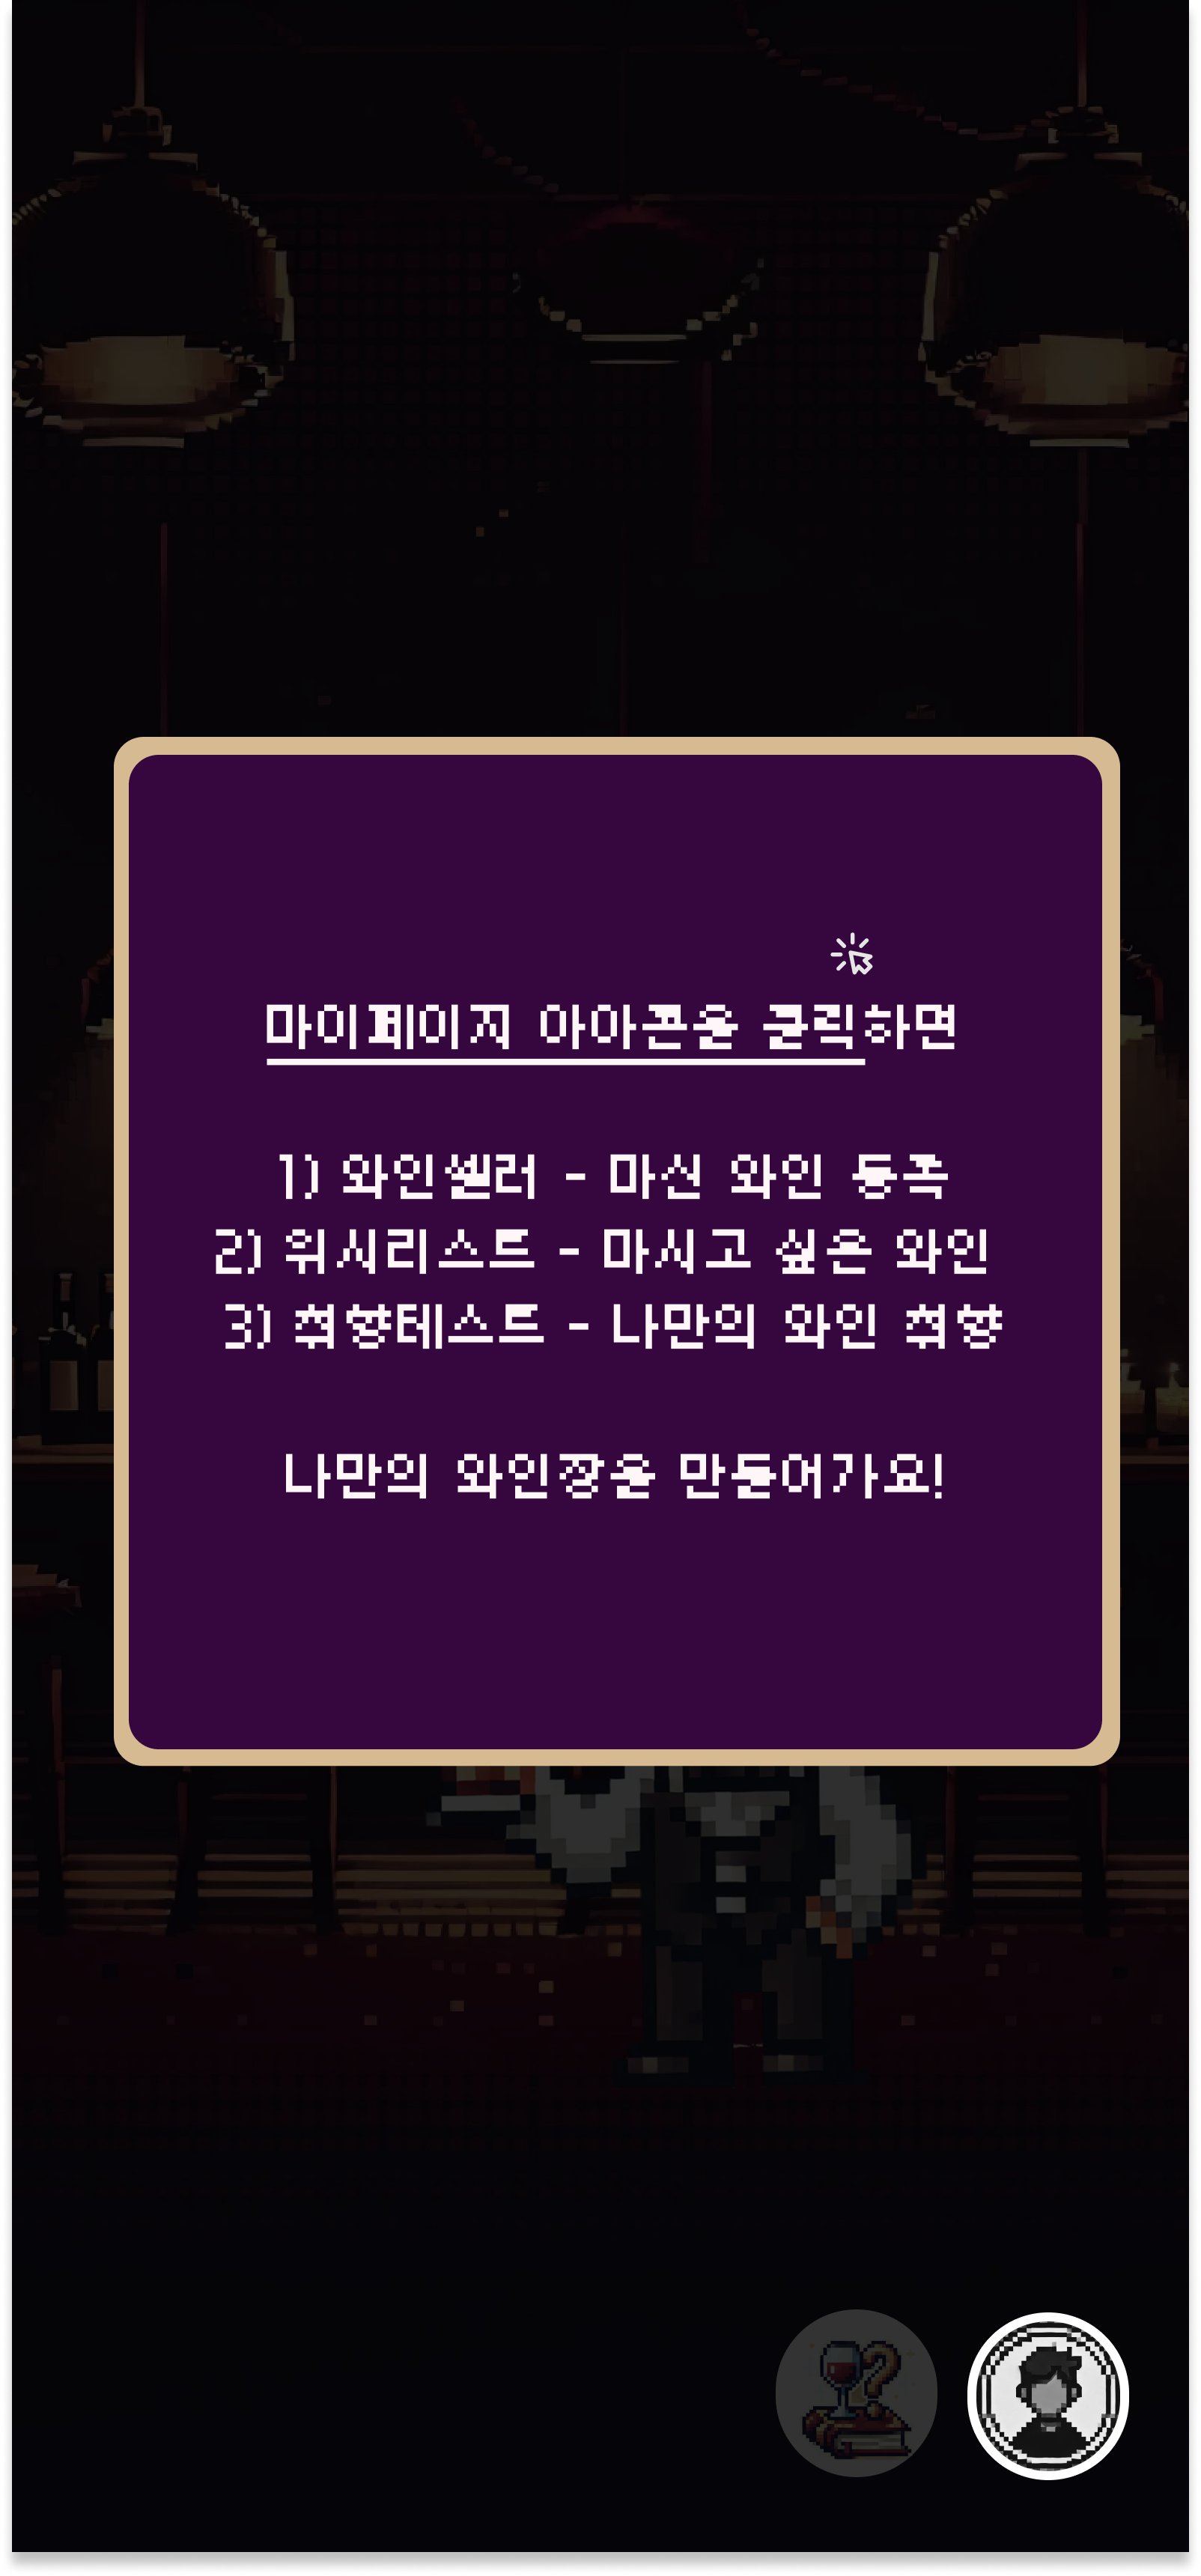 마이페이지 아아콘을 클릭하면
1) 와인셀러 - 마신 와인 등록
2) 위시리스트 - 마시고 싶은 와인
3) 취향테스트 - 나만의 와인 취향
나만의 와인장을 만들어가요!